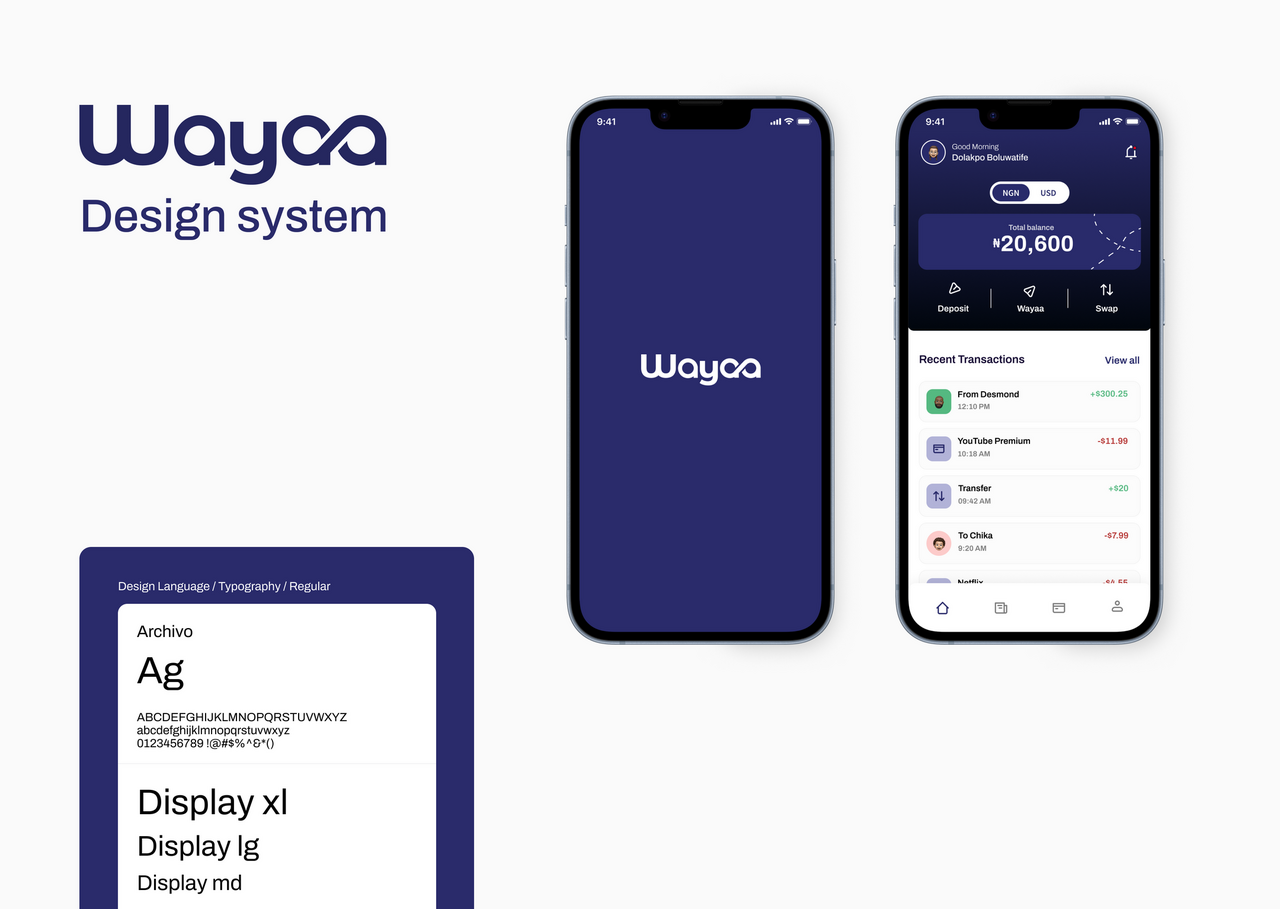 Wayaa
Design system
Design Language / Typography / Regular
Archivo
Ag
ABCDEFGHIJKLMNOPQRSTUVWXYZ
abcdefghijklmnopqrstuvwxyz
0123456789 !@#$%^&*()
Display xl
Display lg
Display md
9:41
Wayaa
9:41
Good Morning
Dolakpo Boluwatife
NGN USD
Total balance
₦20,600
Deposit Wayaa Swap
Recent Transactions View all
From Desmond +$300.25
12:10 PM
YouTube Premium -$11.99
10:18 AM
Transfer +$20
09:42 AM
To Chika -$7.99
9:20 AM
Netflix -$4.55